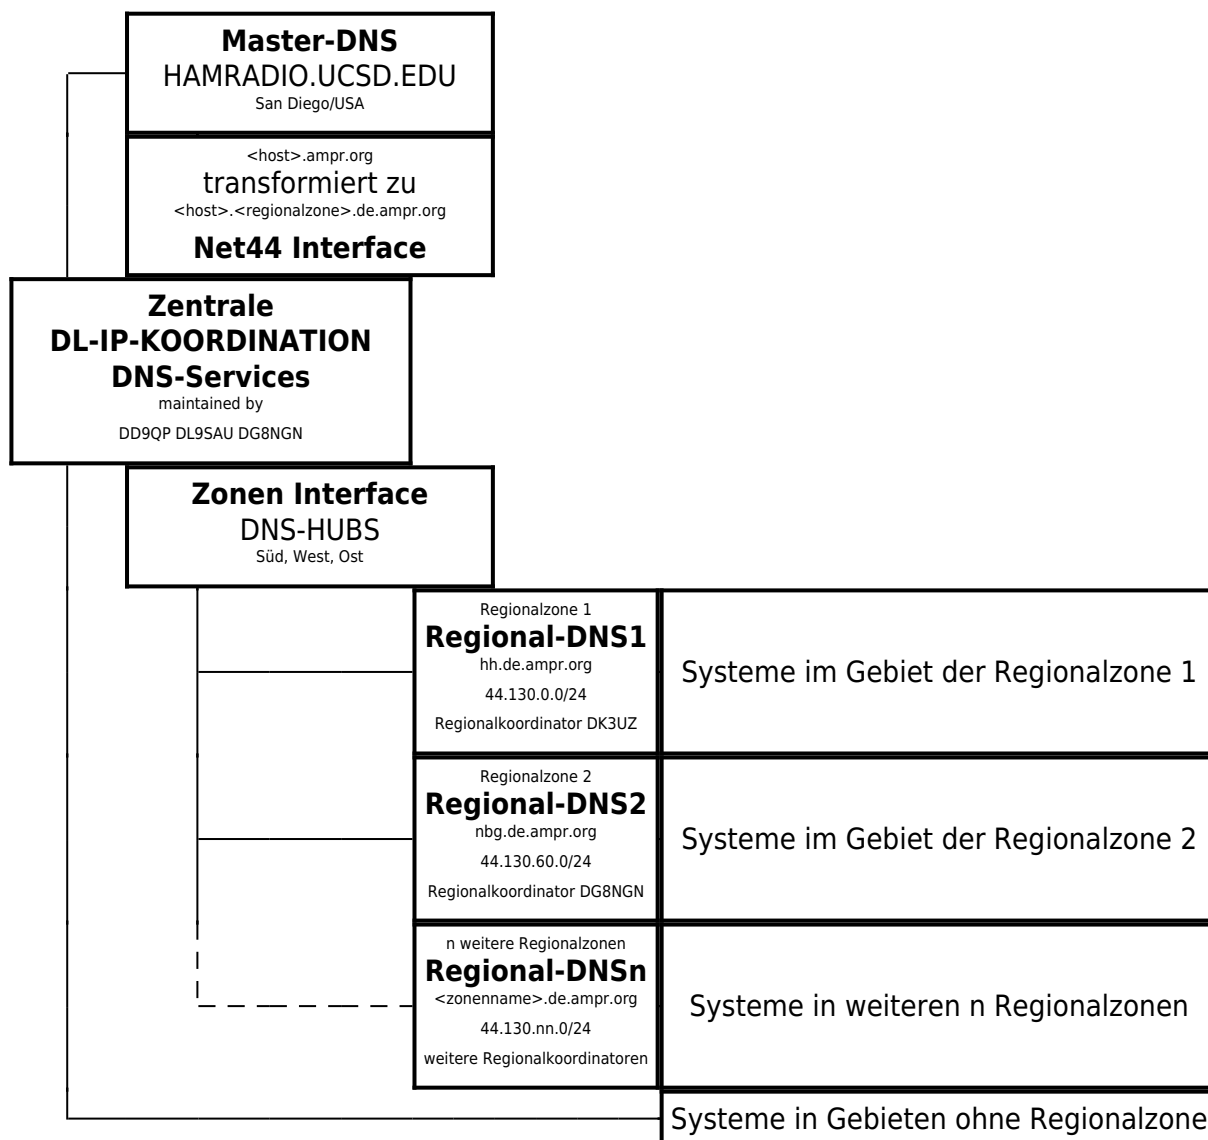 Master-DNS
HAMRADIO.UCSD.EDU
San Diego/USA
<host>.ampr.org
transformiert zu
<host>.<regionalzone>.de.ampr.org
Net44 Interface
Zentrale
DL-IP-KOORDINATION
DNS-Services
maintained by
DD9QP DL9SAU DG8NGN
Zonen Interface
DNS-HUBS
Süd, West, Ost
Regionalzone 1
Regional-DNS1
hh.de.ampr.org
44.130.0.0/24
Regionalkoordinator DK3UZ
Systeme im Gebiet der Regionalzone 1
Regionalzone 2
Regional-DNS2
nbg.de.ampr.org
44.130.60.0/24
Regionalkoordinator DG8NGN
Systeme im Gebiet der Regionalzone 2
n weitere Regionalzonen
Regional-DNSn
<zonenname>.de.ampr.org
44.130.nn.0/24
weitere Regionalkoordinatoren
Systeme in weiteren n Regionalzonen
Systeme in Gebieten ohne Regionalzone